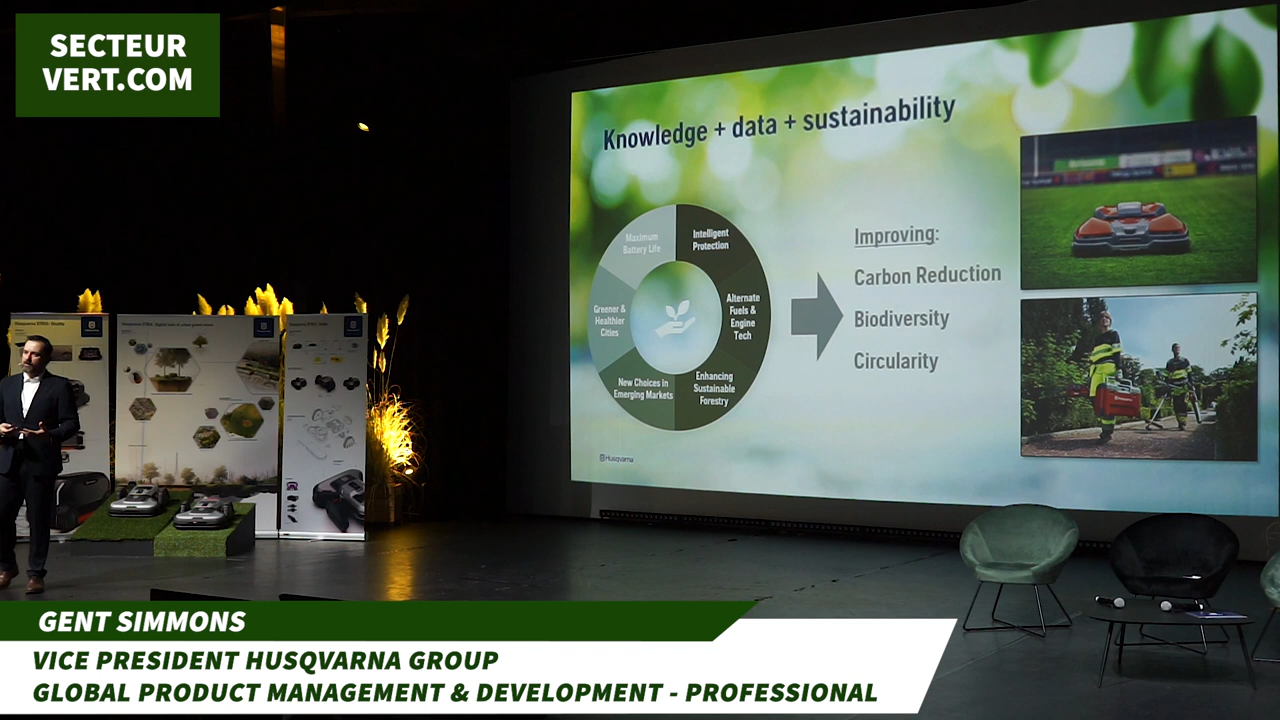 SECTEUR
VERT.COM
Knowledge + data + sustainability
Maximum
Battery Life
Intelligent
Protection
Greener &
Healthier
Cities
Alternate
Fuels &
Engine
Tech
New Choices in
Emerging Markets
Enhancing
Sustainable
Forestry
Improving:
Carbon Reduction
Biodiversity
Circularity
Husqvarna
GENT SIMMONS
VICE PRESIDENT HUSQVARNA GROUP
GLOBAL PRODUCT MANAGEMENT & DEVELOPMENT - PROFESSIONAL